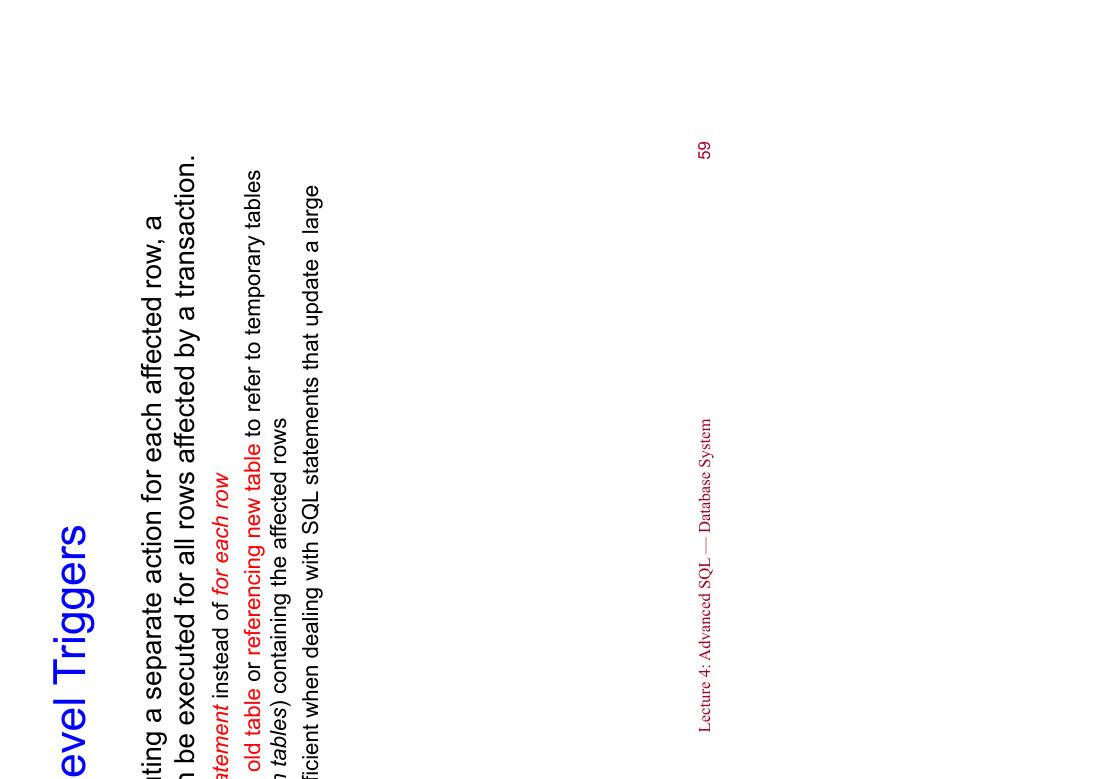 evel Triggers
uting a separate action for each affected row, a
n be executed for all rows affected by a transaction.
atement instead of for each row
old table or referencing new table to refer to temporary tables
n tables) containing the affected rows
ficient when dealing with SQL statements that update a large
Lecture 4: Advanced SQL — Database System
59